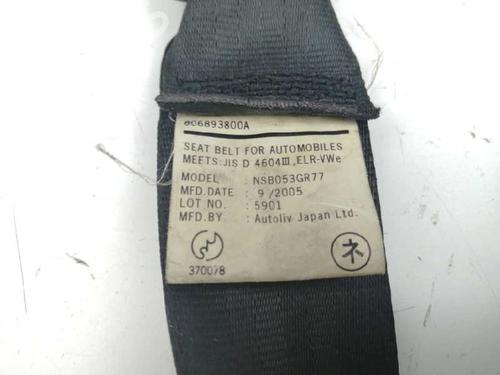 606893800A
SEAT BELT FOR AUTOMOBILES
MEETS:JIS D 4604Ⅲ,ELR-VWe
MODEL : NSB053GR77
MFD.DATE : 9/2005
LOT NO. : 5901
MFD.BY : Autoliv Japan Ltd.
ネ
370078